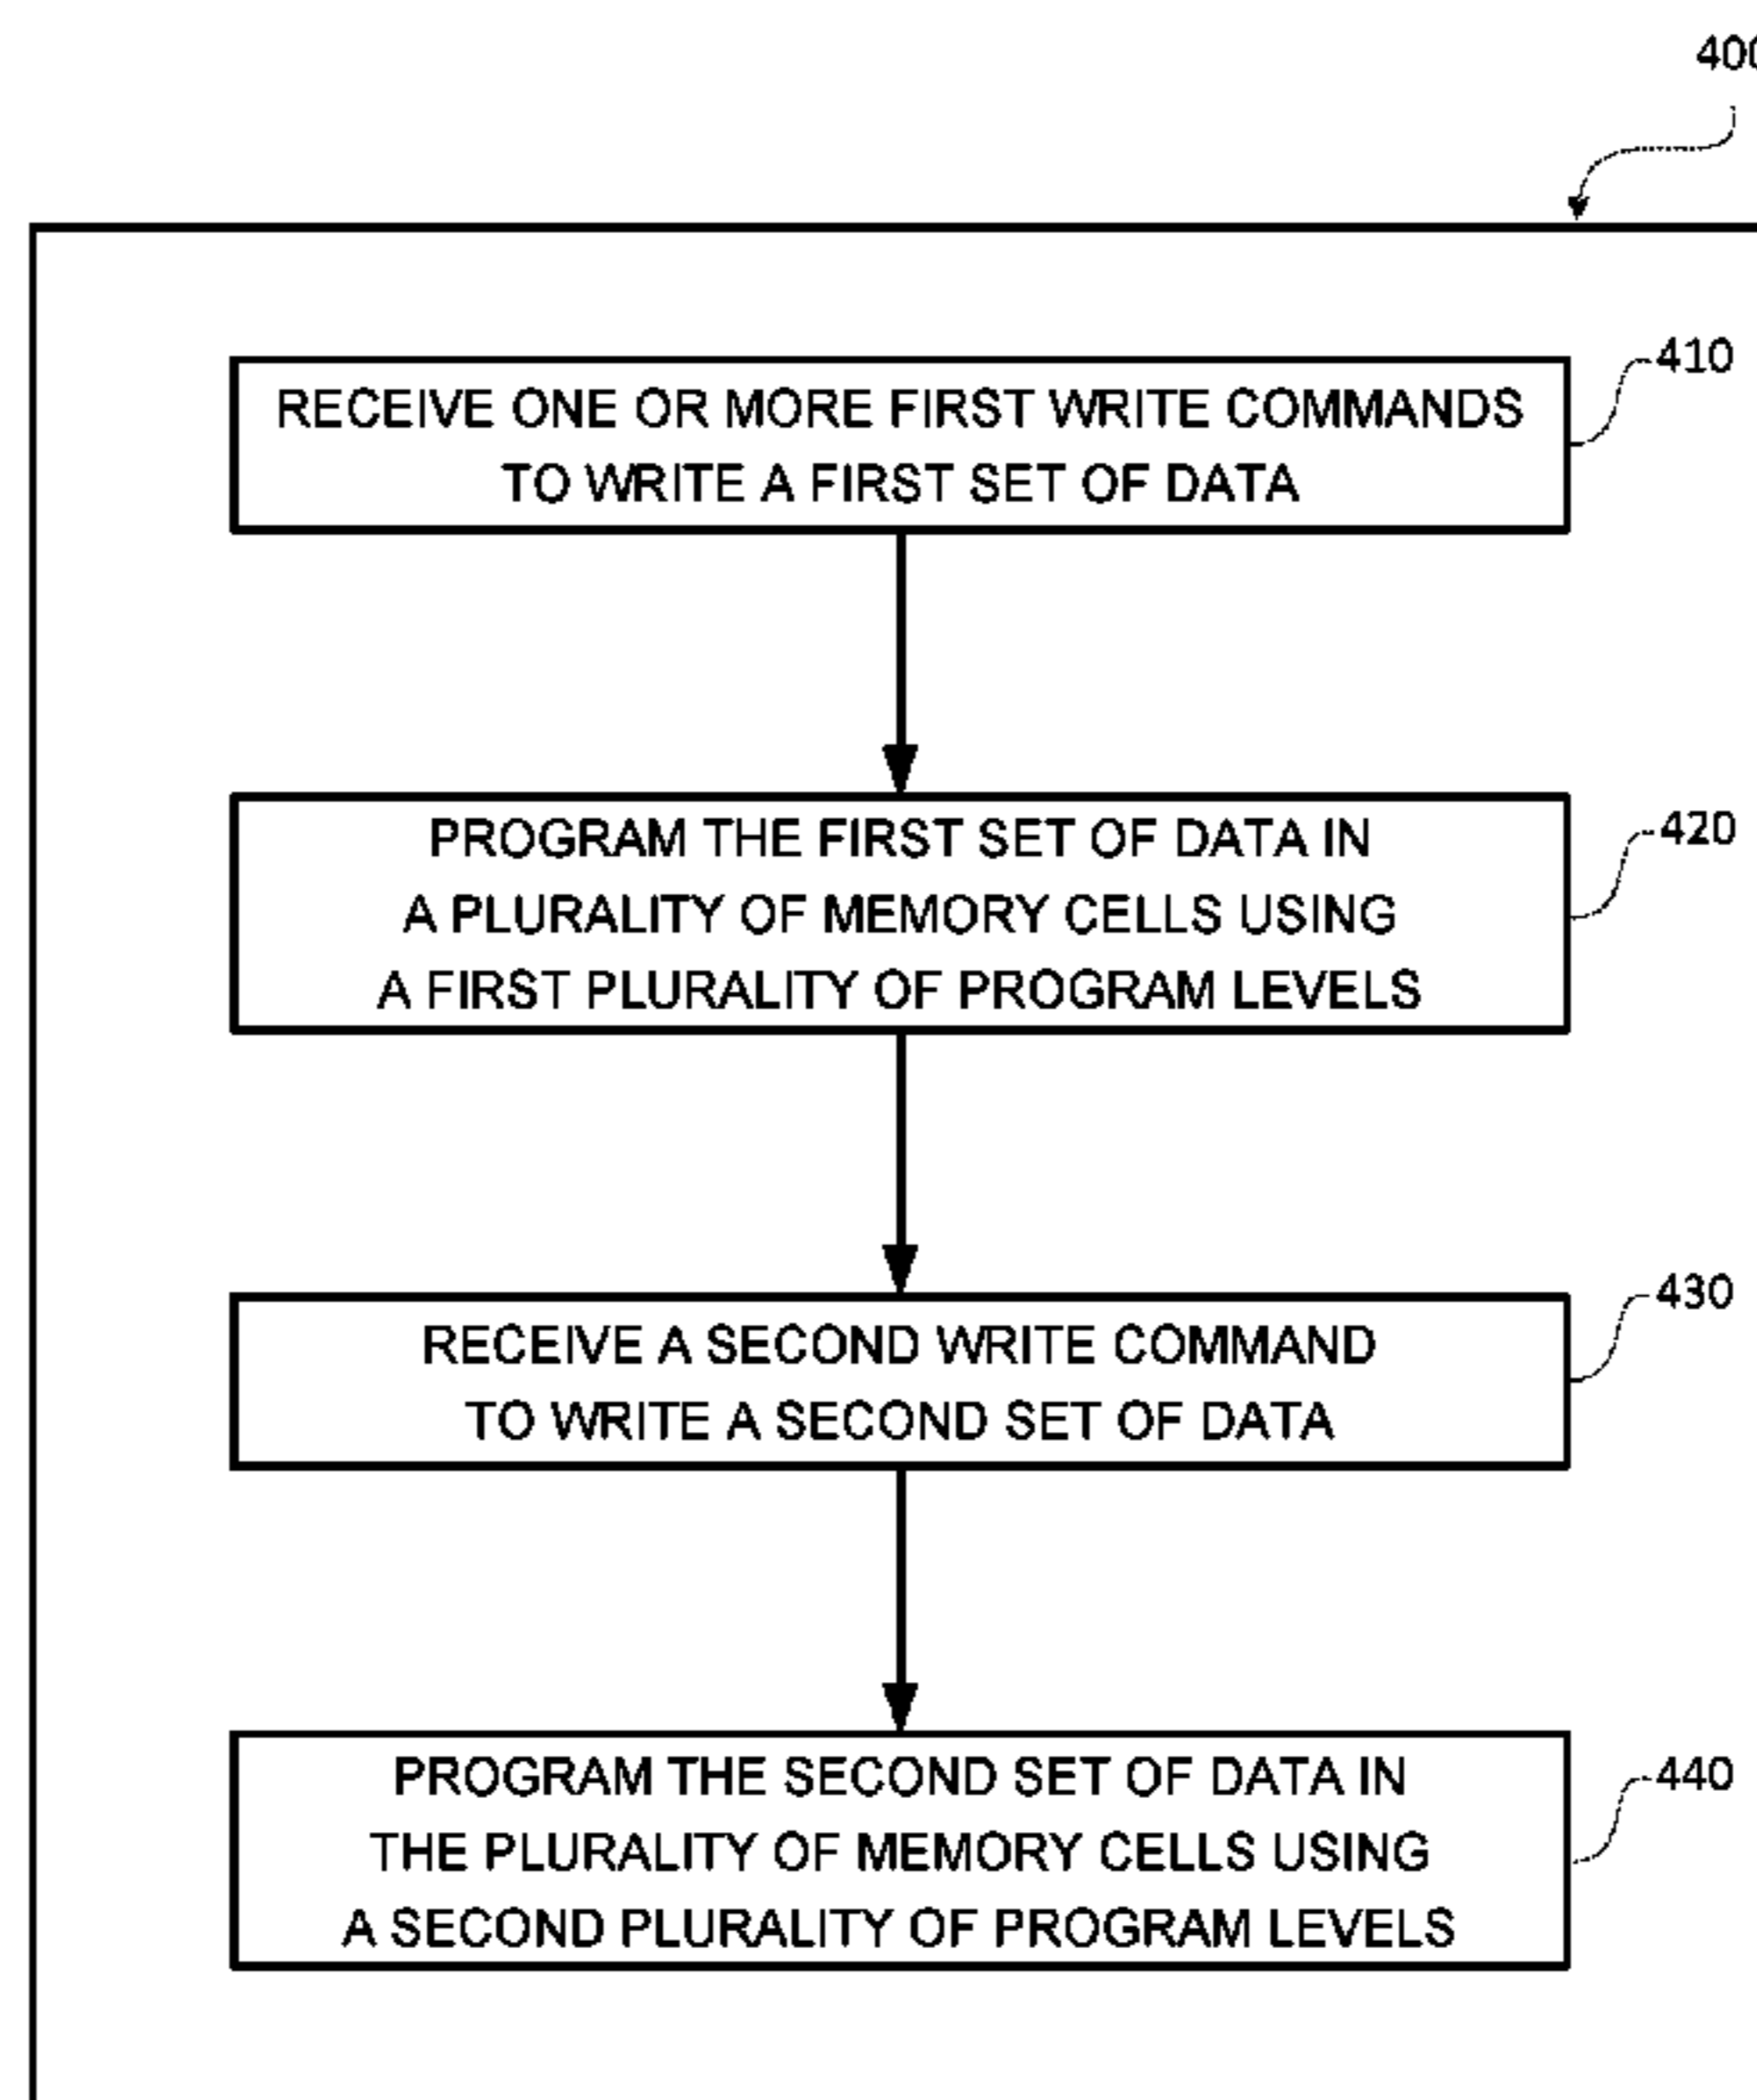 400
RECEIVE ONE OR MORE FIRST WRITE COMMANDS
TO WRITE A FIRST SET OF DATA
410
PROGRAM THE FIRST SET OF DATA IN
A PLURALITY OF MEMORY CELLS USING
A FIRST PLURALITY OF PROGRAM LEVELS
420
RECEIVE A SECOND WRITE COMMAND
TO WRITE A SECOND SET OF DATA
430
PROGRAM THE SECOND SET OF DATA IN
THE PLURALITY OF MEMORY CELLS USING
A SECOND PLURALITY OF PROGRAM LEVELS
440